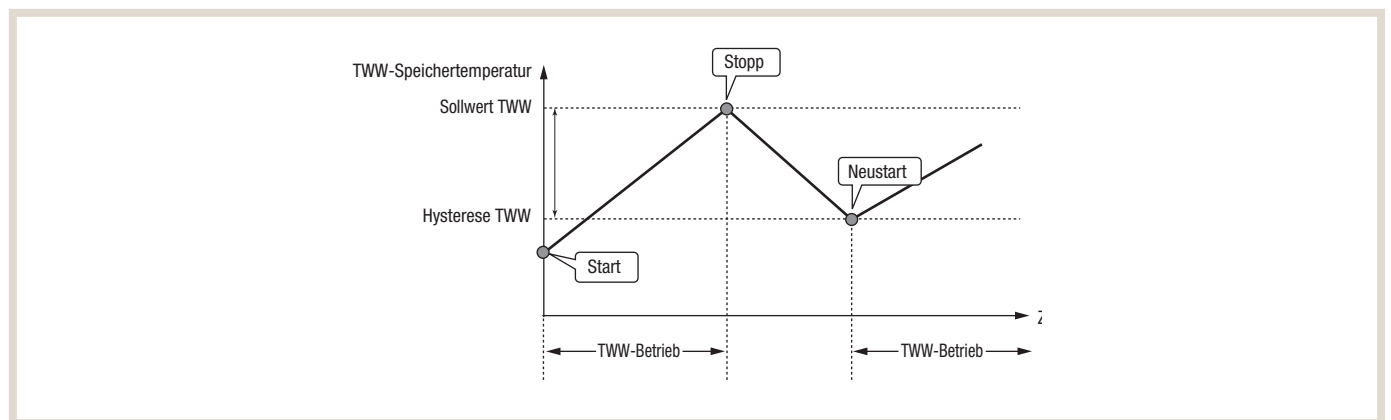 Stopp
TWW-Speichertemperatur
Sollwert TWW
Neustart
Hysterese TWW
Start
TWW-Betrieb
TWW-Betrieb